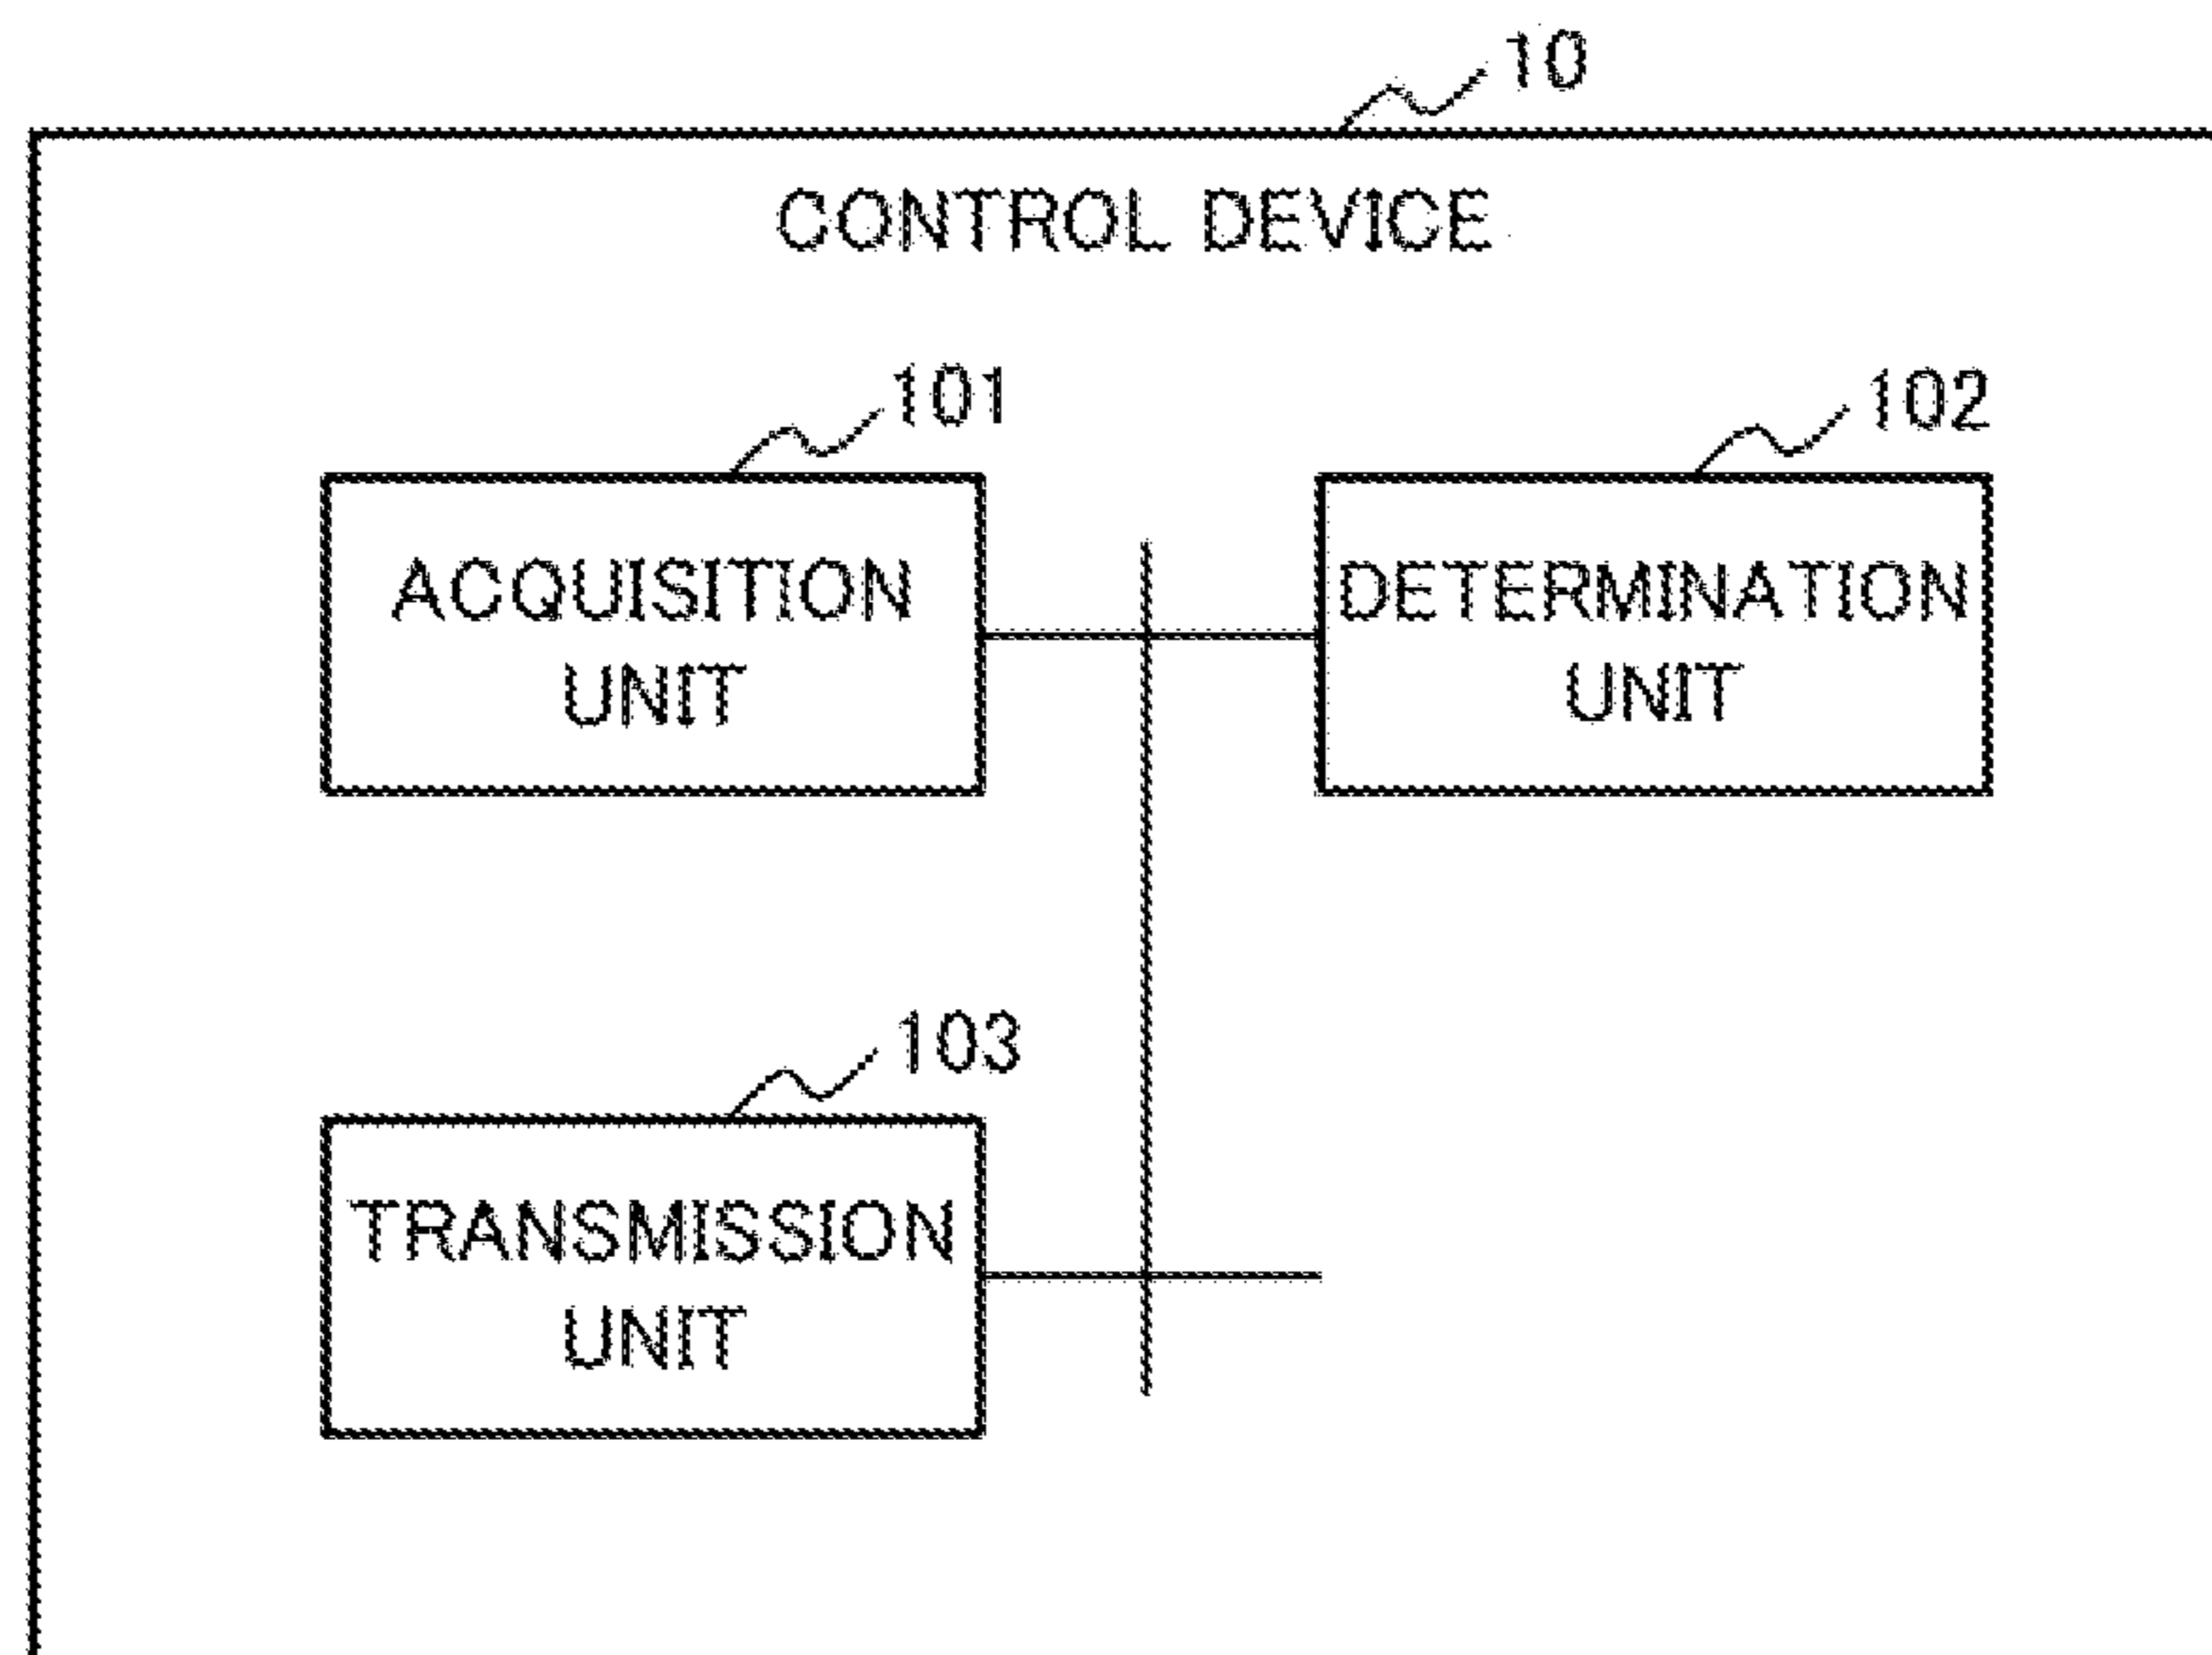 10
CONTROL DEVICE
101
102
ACQUISITION
UNIT
DETERMINATION
UNIT
103
TRANSMISSION
UNIT